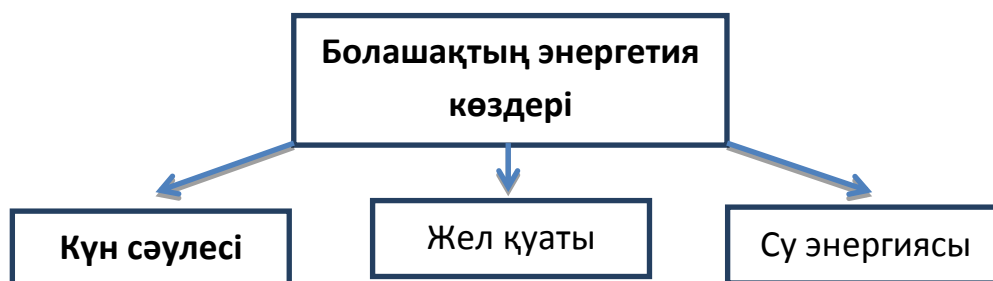 Болашақтың энергетия
көздері
Күн сәулесі
Жел қуаты
Су энергиясы